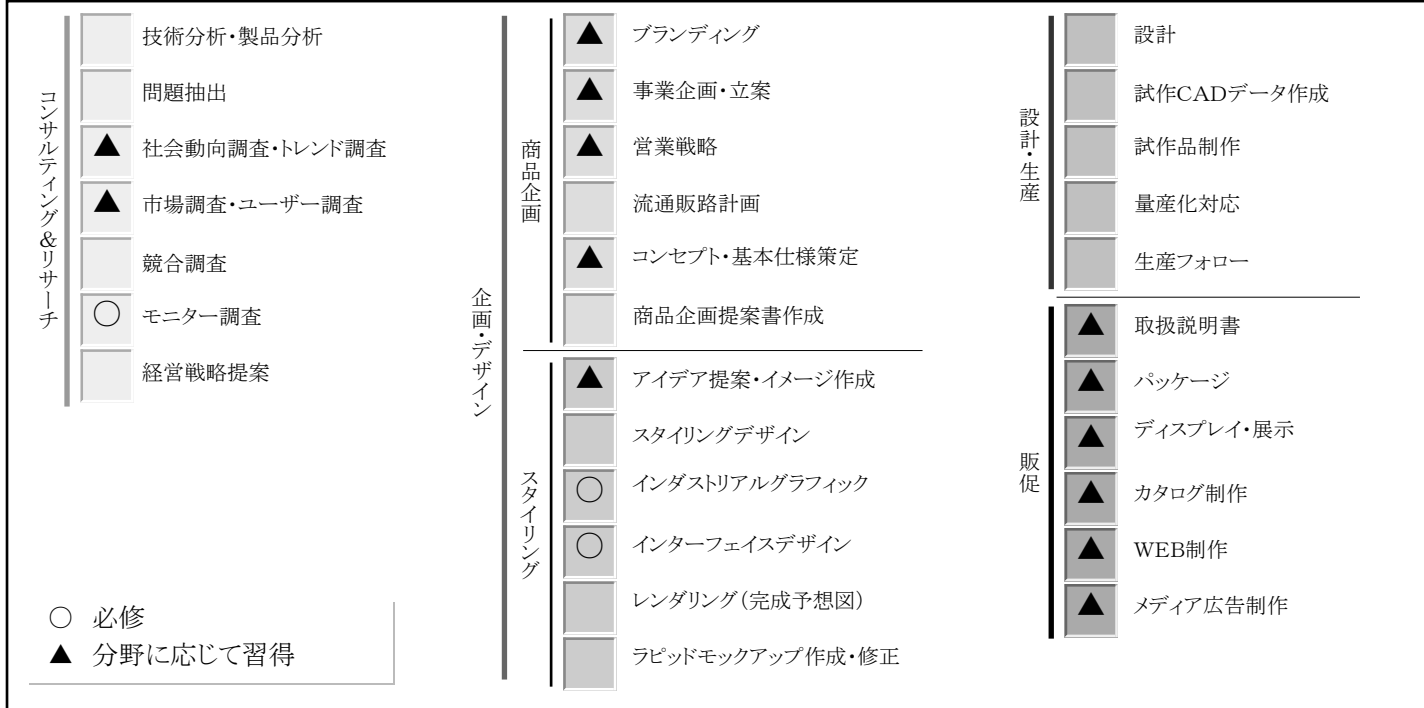 コンサルティング&リサーチ
技術分析・製品分析
問題抽出
▲ 社会動向調査・トレンド調査
▲ 市場調査・ユーザー調査
競合調査
○ モニター調査
経営戦略提案
企画・デザイン
商品企画
▲ ブランディング
▲ 事業企画・立案
▲ 営業戦略
流通販路計画
▲ コンセプト・基本仕様策定
商品企画提案書作成
スタイリング
▲ アイデア提案・イメージ作成
スタイリングデザイン
○ インダストリアルグラフィック
○ インターフェイスデザイン
レンダリング(完成予想図)
ラピッドモックアップ作成・修正
設計・生産
設計
試作CADデータ作成
試作品制作
量産化対応
生産フォロー
販促
▲ 取扱説明書
▲ パッケージ
▲ ディスプレイ・展示
▲ カタログ制作
▲ WEB制作
▲ メディア広告制作
○ 必修
▲ 分野に応じて習得